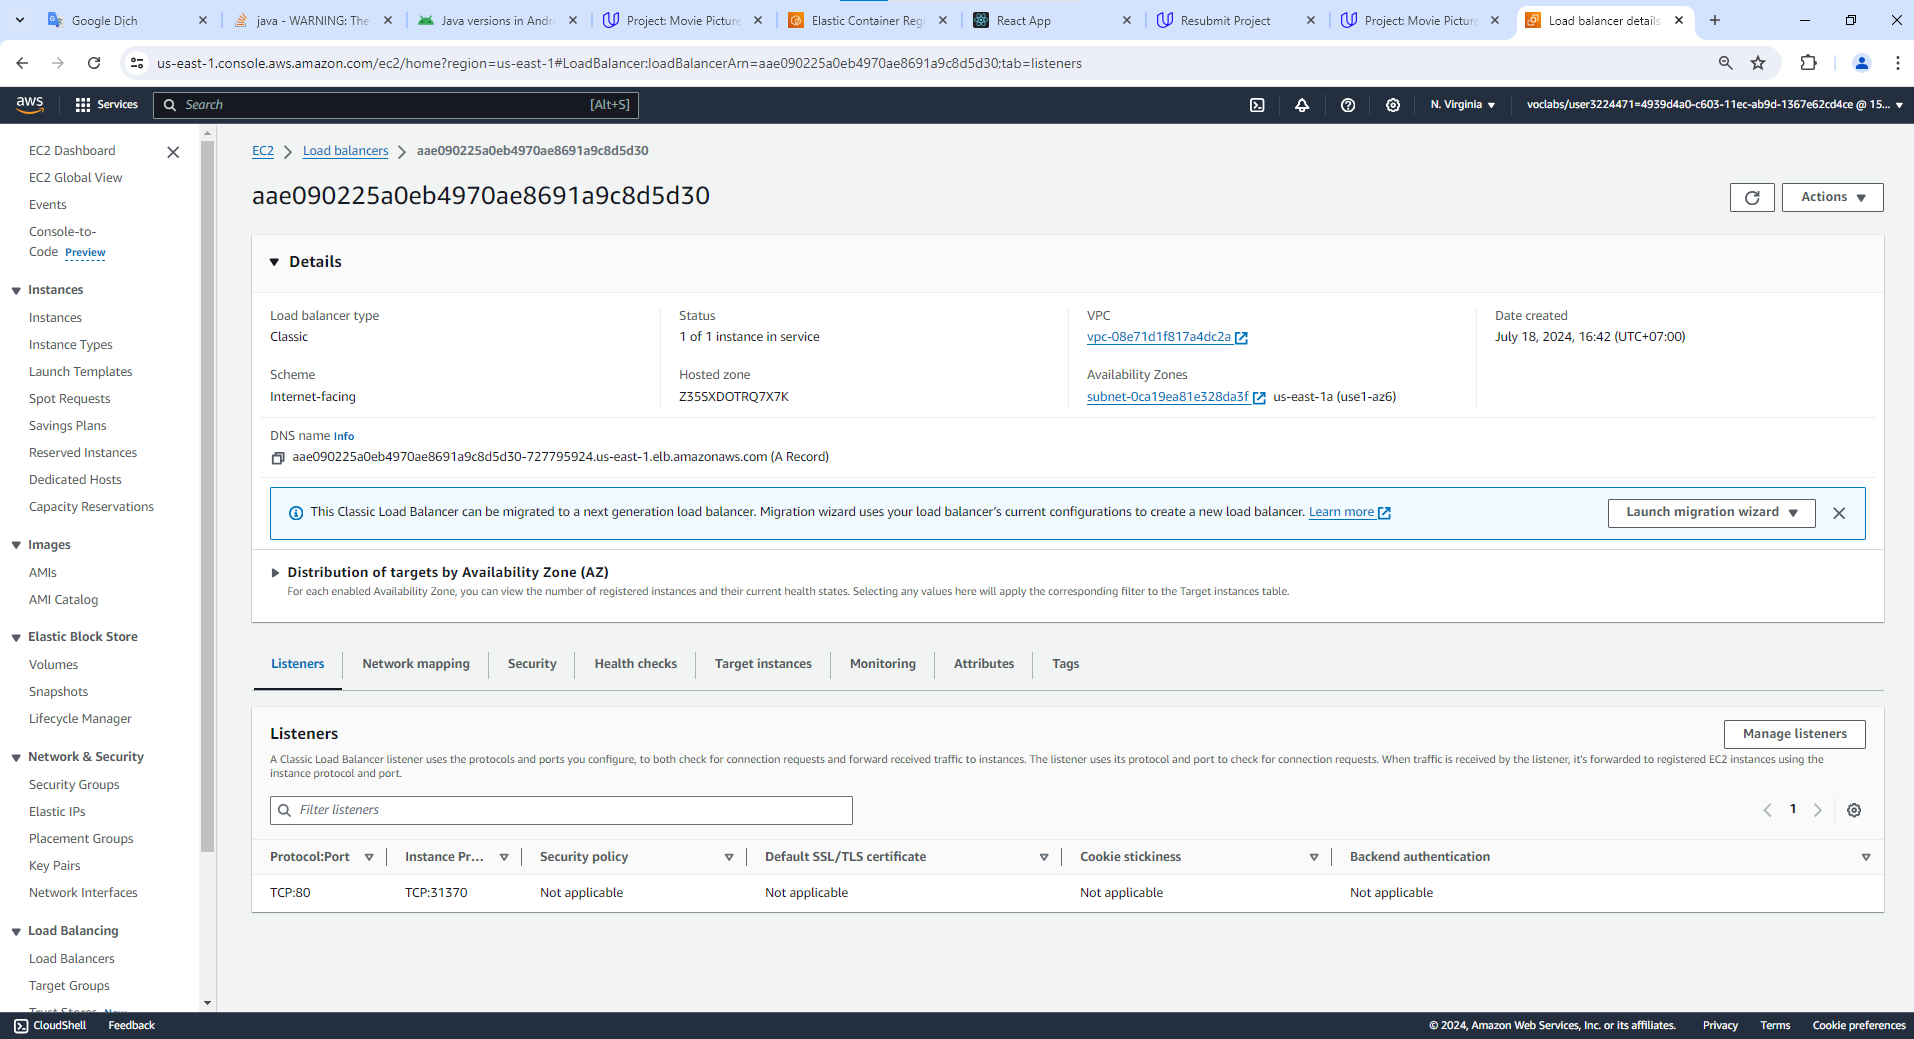 Google Dịch
java - WARNING: The
Java versions in Andro
Project: Movie Picture
Elastic Container Regi
React App
Resubmit Project
Project: Movie Picture
Load balancer details
us-east-1.console.aws.amazon.com/ec2/home?region=us-east-1#LoadBalancer:loadBalancerArn=aae090225a0eb4970ae8691a9c8d5d30;tab=listeners
aws
Services
Search
[Alt+S]
N. Virginia
voclabs/user3224471=4939d4a0-c603-11ec-ab9d-1367e62cd4ce @ 15...
EC2 Dashboard
EC2 Global View
Events
Console-to-
Code Preview
Instances
Instances
Instance Types
Launch Templates
Spot Requests
Savings Plans
Reserved Instances
Dedicated Hosts
Capacity Reservations
Images
AMIs
AMI Catalog
Elastic Block Store
Volumes
Snapshots
Lifecycle Manager
Network & Security
Security Groups
Elastic IPs
Placement Groups
Key Pairs
Network Interfaces
Load Balancing
Load Balancers
Target Groups
Trust Stores New
EC2
Load balancers
aae090225a0eb4970ae8691a9c8d5d30
aae090225a0eb4970ae8691a9c8d5d30
Actions
Details
Load balancer type
Classic
Status
1 of 1 instance in service
VPC
vpc-08e71d1f817a4dc2a
Date created
July 18, 2024, 16:42 (UTC+07:00)
Scheme
Internet-facing
Hosted zone
Z35SXDOTRQ7X7K
Availability Zones
subnet-0ca19ea81e328da3f us-east-1a (use1-az6)
DNS name Info
aae090225a0eb4970ae8691a9c8d5d30-727795924.us-east-1.elb.amazonaws.com (A Record)
This Classic Load Balancer can be migrated to a next generation load balancer. Migration wizard uses your load balancer’s current configurations to create a new load balancer. Learn more
Launch migration wizard
Distribution of targets by Availability Zone (AZ)
For each enabled Availability Zone, you can view the number of registered instances and their current health states. Selecting any values here will apply the corresponding filter to the Target instances table.
Listeners
Network mapping
Security
Health checks
Target instances
Monitoring
Attributes
Tags
Listeners
Manage listeners
A Classic Load Balancer listener uses the protocols and ports you configure, to both check for connection requests and forward received traffic to instances. The listener uses its protocol and port to check for connection requests. When traffic is received by the listener, it's forwarded to registered EC2 instances using the
instance protocol and port.
Filter listeners
1
Protocol:Port
Instance Pr...
Security policy
Default SSL/TLS certificate
Cookie stickiness
Backend authentication
TCP:80
TCP:31370
Not applicable
Not applicable
Not applicable
Not applicable
CloudShell
Feedback
© 2024, Amazon Web Services, Inc. or its affiliates.
Privacy
Terms
Cookie preferences